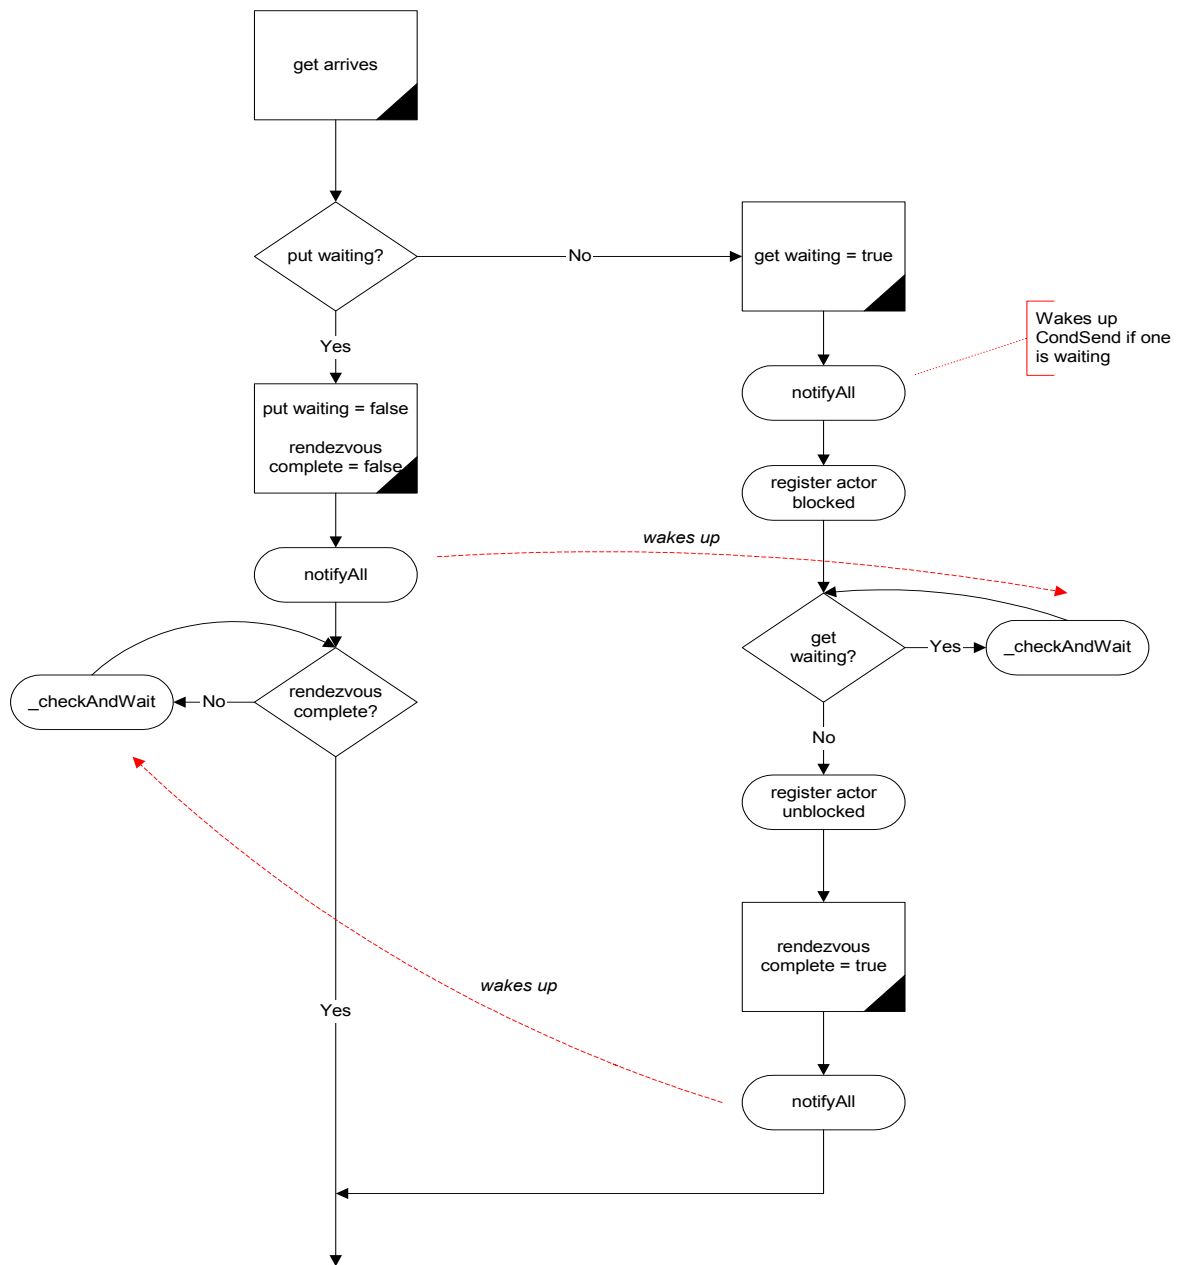 get arrives
put waiting?
No
get waiting = true
Wakes up
CondSend if one
is waiting
Yes
notifyAll
put waiting = false
rendezvous
complete = false
register actor
blocked
wakes up
notifyAll
get
waiting?
Yes
_checkAndWait
_checkAndWait
No
rendezvous
complete?
No
register actor
unblocked
rendezvous
complete = true
wakes up
Yes
notifyAll